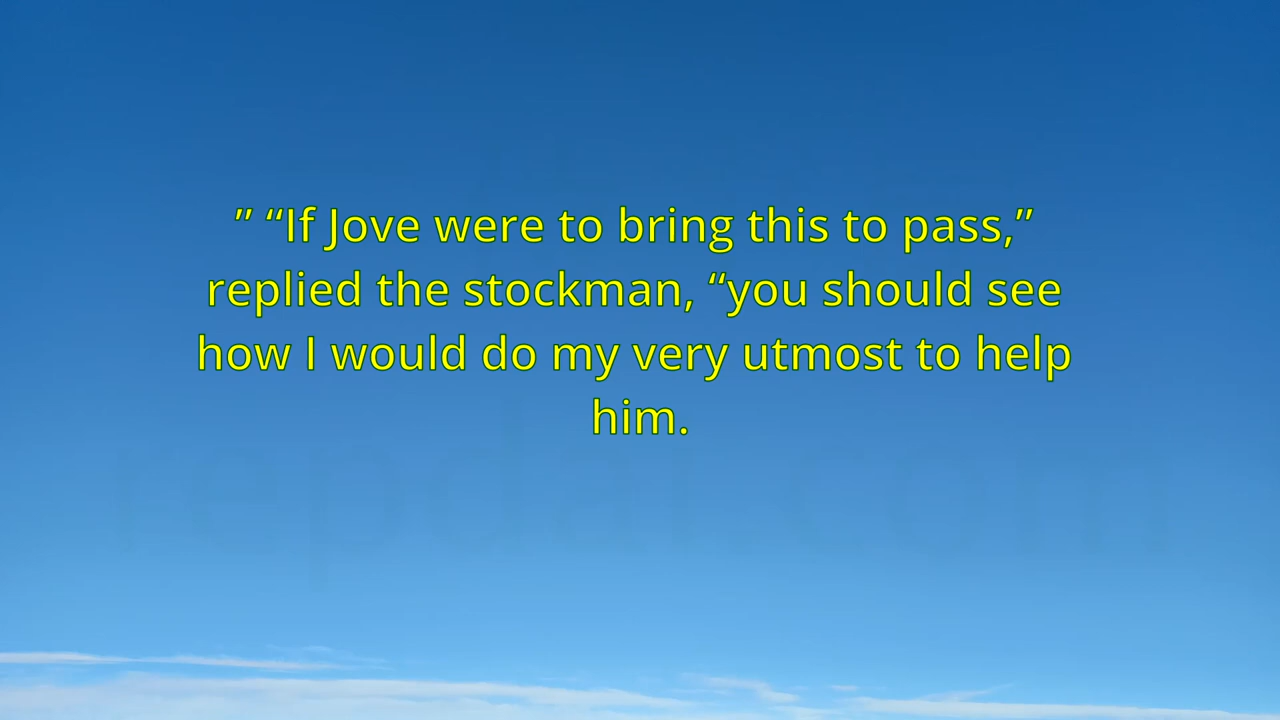 ” “If Jove were to bring this to pass,”
replied the stockman, “you should see
how I would do my very utmost to help
him.